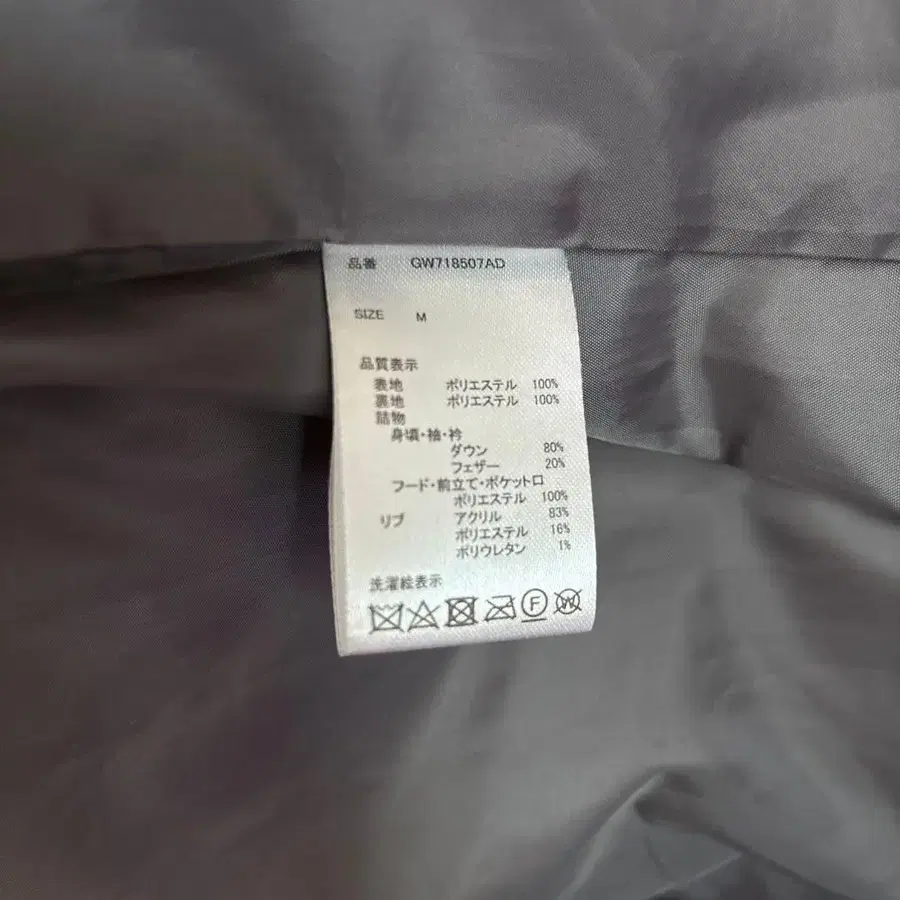 品番 GW718507AD
SIZE M
品質表示
表地 ポリエステル 100%
裏地 ポリエステル 100%
詰物
身頃・袖・衿
ダウン 80%
フェザー 20%
フード・前立て・ポケット口
ポリエステル 100%
リブ アクリル 83%
ポリエステル 16%
ポリウレタン 1%
洗濯絵表示
F W